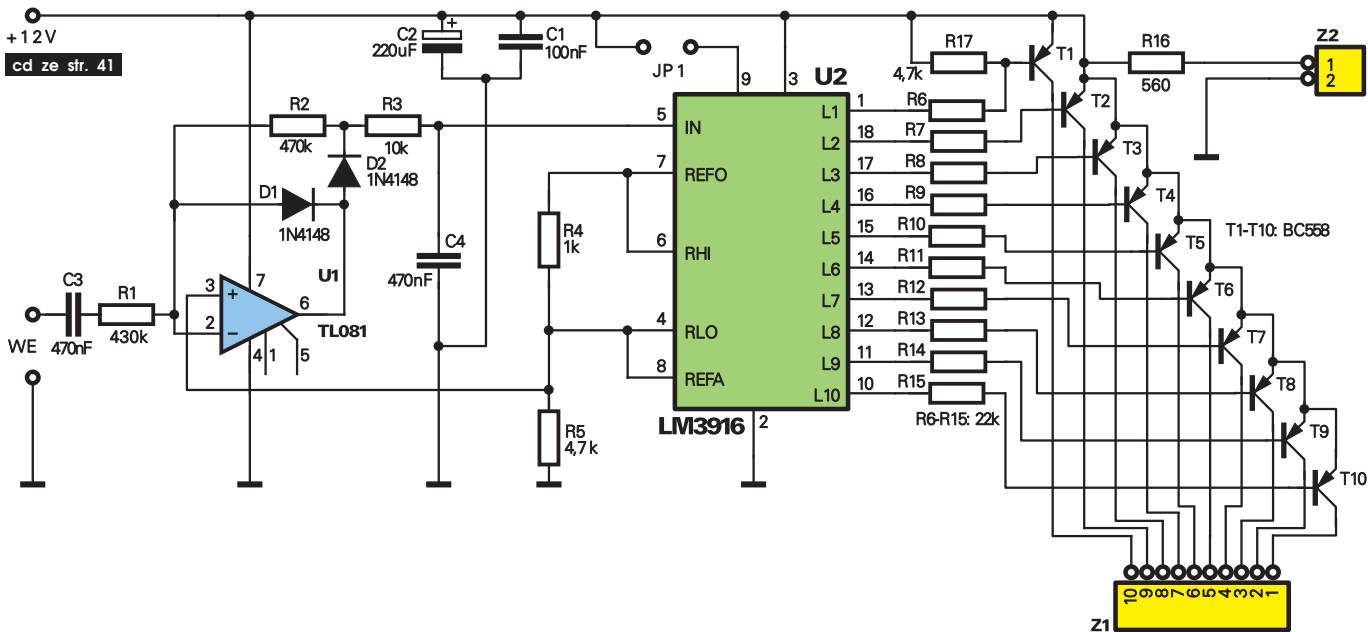 +12V
cd ze str. 41
C2
220uF
+
C1
100nF
JP1
R17
4,7k
T1
R16
560
Z2
1
2
U2
9
3
R2
470k
R3
10k
D2
1N4148
D1
1N4148
C4
470nF
C3
470nF
R1
430k
WE
U1
TL081
3
+
2
–
7
6
4
1
5
R4
1k
R5
4,7k
5
IN
7
REFO
6
RHI
4
RLO
8
REFA
LM3916
2
L1
1
R6
L2
18
R7
L3
17
R8
L4
16
R9
L5
15
R10
L6
14
R11
L7
13
R12
L8
12
R13
L9
11
R14
L10
10
R15
R6-R15: 22k
T2
T3
T4
T5
T6
T7
T8
T9
T10
T1-T10: BC558
10
9
8
7
6
5
4
3
2
1
Z1